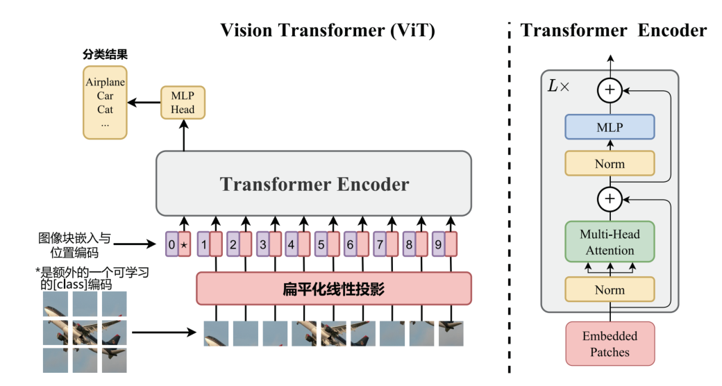 Vision Transformer (ViT)
分类结果
Airplane
Car
Cat
...
MLP
Head
Transformer Encoder
图像块嵌入与
位置编码
0 * 1 2 3 4 5 6 7 8 9
*是额外的一个可学习
的[class]编码
扁平化线性投影
Transformer Encoder
L×
+
MLP
Norm
+
Multi-Head
Attention
Norm
Embedded
Patches